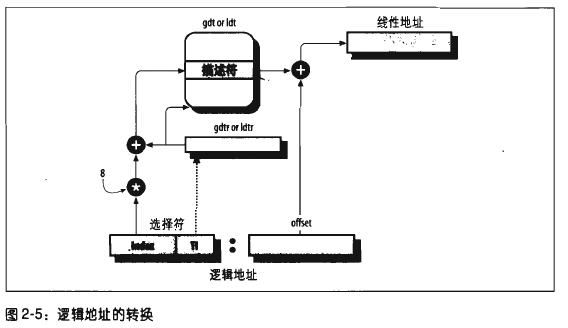 gdt or ldt
线性地址
描述符
+
gdtr or ldtr
+
8
*
选择符
offset
Index
TI
:
逻辑地址
图 2-5：逻辑地址的转换